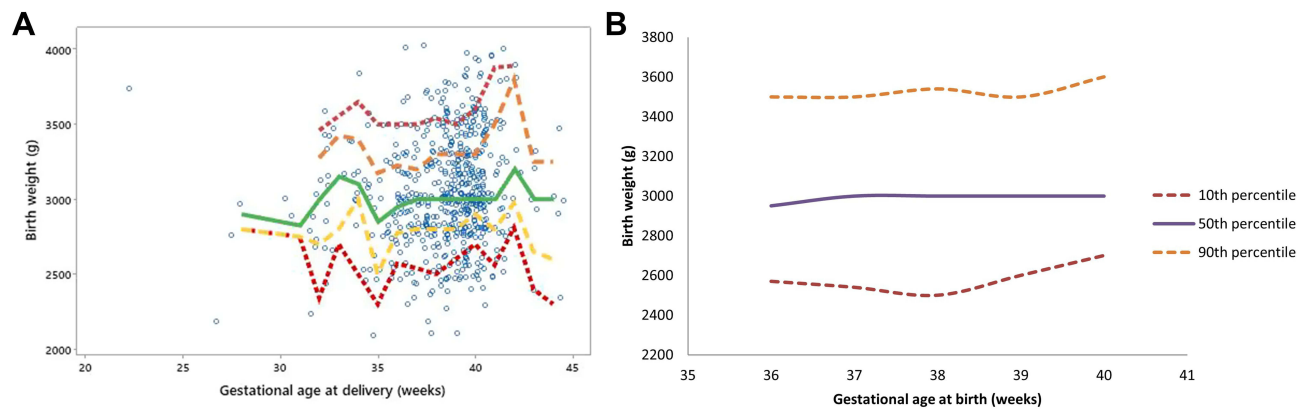 A
4000
3500
3000
2500
2000
Birth weight (g)
20 25 30 35 40 45
Gestational age at delivery (weeks)
B
3800
3600
3400
3200
3000
2800
2600
2400
2200
Birth weight (g)
35 36 37 38 39 40 41
Gestational age at birth (weeks)
10th percentile
50th percentile
90th percentile